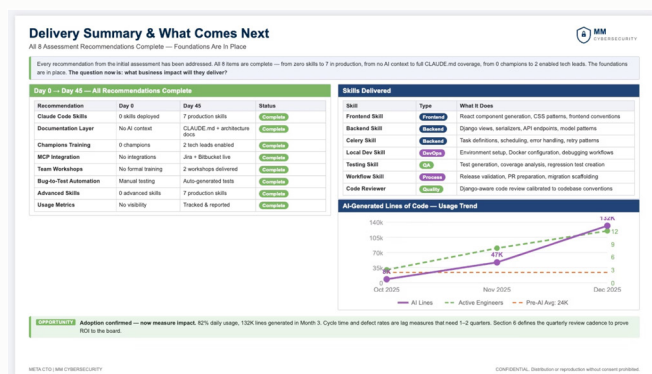 Delivery Summary & What Comes Next
All 8 Assessment Recommendations Complete — Foundations Are In Place
MM
CYBERSECURITY
Every recommendation from the initial assessment has been addressed. All 8 items are complete — from zero skills to 7 in production, from no AI context to full CLAUDE.md coverage, from 0 champions to 2 enabled tech leads. The foundations
are in place. The question now is: what business impact will they deliver?
Day 0 → Day 45 — All Recommendations Complete
Recommendation Day 0 Day 45 Status
Claude Code Skills 0 skills deployed 7 production skills Complete
Documentation Layer No AI context CLAUDE.md + architecture Complete
docs
Champions Training 0 champions 2 tech leads enabled Complete
MCP Integration No integrations Jira + Bitbucket live Complete
Team Workshops No formal training 2 workshops delivered Complete
Bug-to-Test Automation Manual testing Auto-generated tests Complete
Advanced Skills 0 advanced skills 7 production skills Complete
Usage Metrics No visibility Tracked & reported Complete
Skills Delivered
Skill Type What It Does
Frontend Skill Frontend React component generation, CSS patterns, frontend conventions
Backend Skill Backend Django views, serializers, API endpoints, model patterns
Celery Skill Backend Task definitions, scheduling, error handling, retry patterns
Local Dev Skill DevOps Environment setup, Docker configuration, debugging workflows
Testing Skill QA Test generation, coverage analysis, regression test creation
Workflow Skill Process Release validation, PR preparation, migration scaffolding
Code Reviewer Quality Django-aware code review calibrated to codebase conventions
AI-Generated Lines of Code — Usage Trend
132K
140k
12
105k
9
47K
70k
6
35k
3
0
0
Oct 2025 Nov 2025 Dec 2025
AI Lines Active Engineers Pre-AI Avg: 24K
OPPORTUNITY Adoption confirmed — now measure impact. 82% daily usage, 132K lines generated in Month 3. Cycle time and defect rates are lag measures that need 1–2 quarters. Section 6 defines the quarterly review cadence to prove
ROI to the board.
META CTO | MM CYBERSECURITY
CONFIDENTIAL. Distribution or reproduction without consent prohibited.